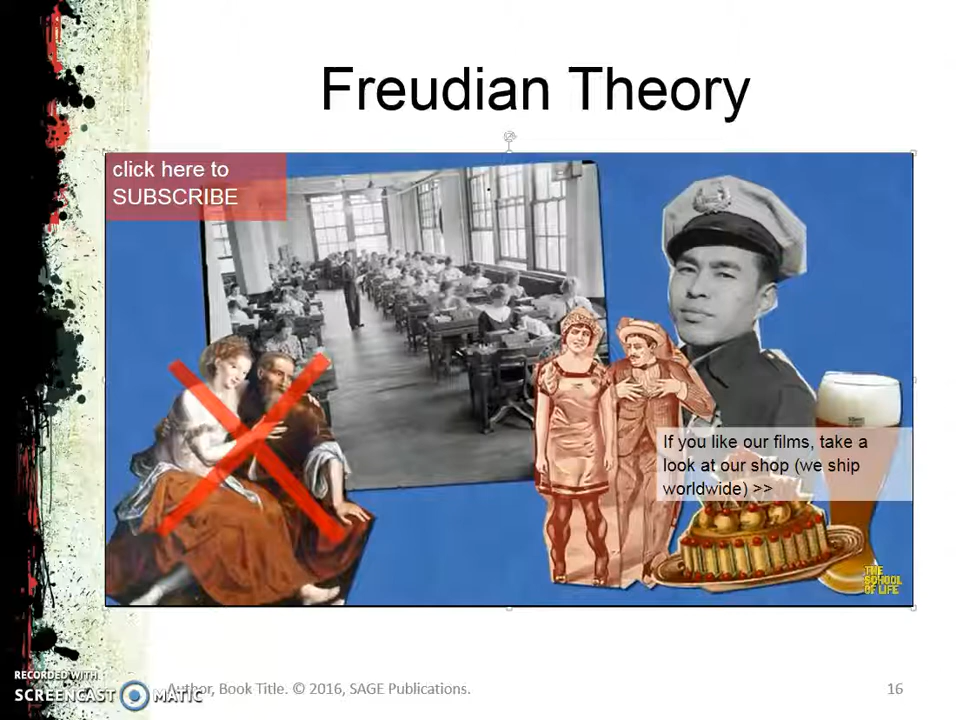 Freudian Theory
click here to
SUBSCRIBE
If you like our films, take a
look at our shop (we ship
worldwide) >>
THE
SCHOOL
OF LIFE
RECORDED WITH
SCREENCAST MATIC
Author, Book Title. © 2016, SAGE Publications.
16